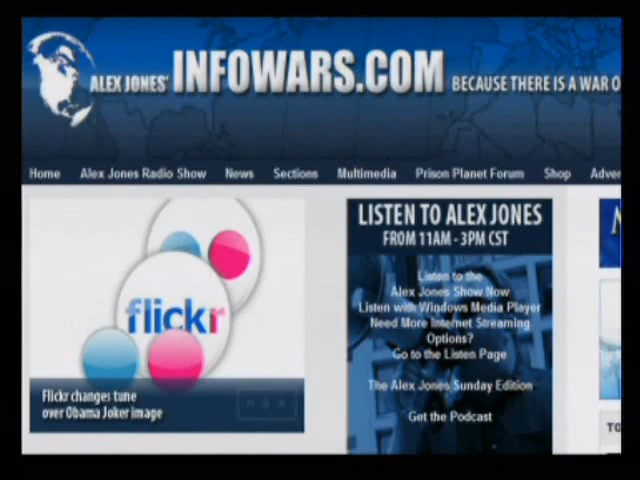 ALEX JONES' INFOWARS.COM BECAUSE THERE IS A WAR O
Home Alex Jones Radio Show News Sections Multimedia Prison Planet Forum Shop Adver
flickr
Flickr changes tune
over Obama Joker image
LISTEN TO ALEX JONES
FROM 11AM - 3PM CST
Listen to the
Alex Jones Show Now
Listen with Windows Media Player
Need More Internet Streaming
Options?
Go to the Listen Page
The Alex Jones Sunday Edition
Get the Podcast
TO